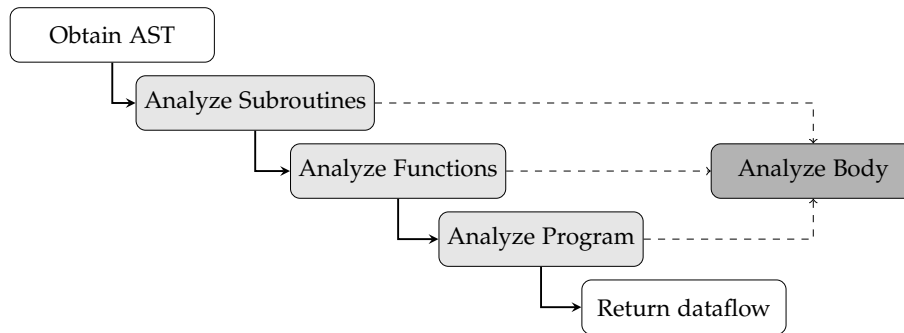 Obtain AST
Analyze Subroutines
Analyze Functions
Analyze Body
Analyze Program
Return dataflow